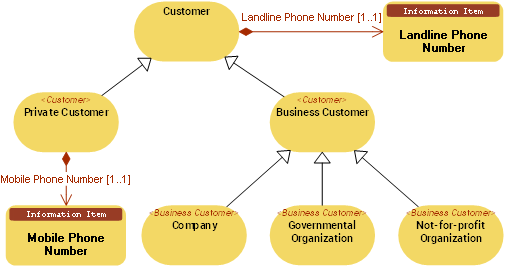 Customer
Landline Phone Number [1..1]
Information Item
Landline Phone
Number
<Customer>
Private Customer
<Customer>
Business Customer
Mobile Phone Number [1..1]
Information Item
Mobile Phone
Number
<Business Customer>
Company
<Business Customer>
Governmental
Organization
<Business Customer>
Not-for-profit
Organization